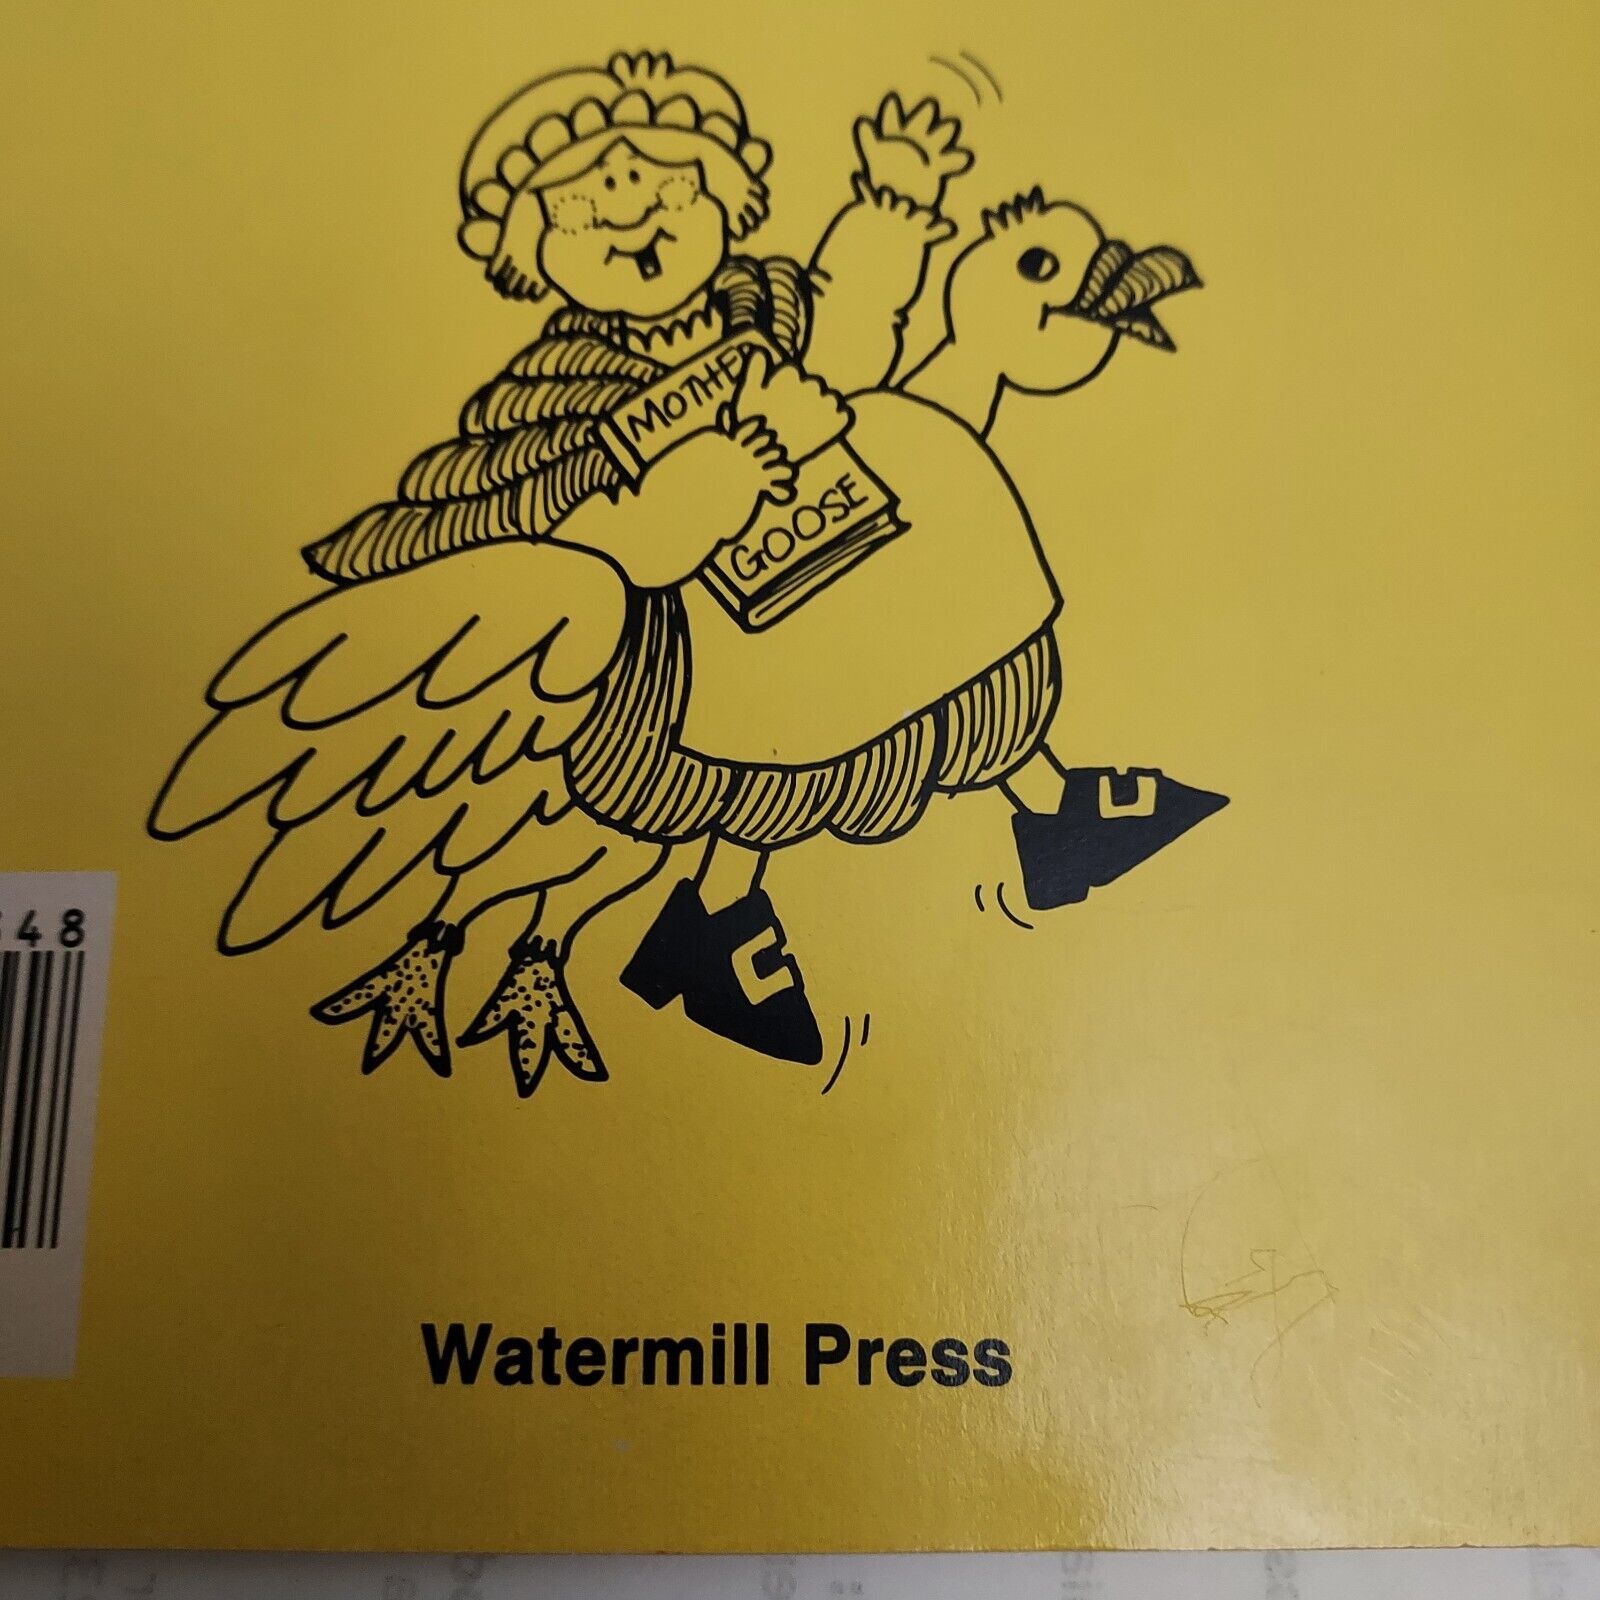 MOTHER
GOOSE
48
Watermill Press